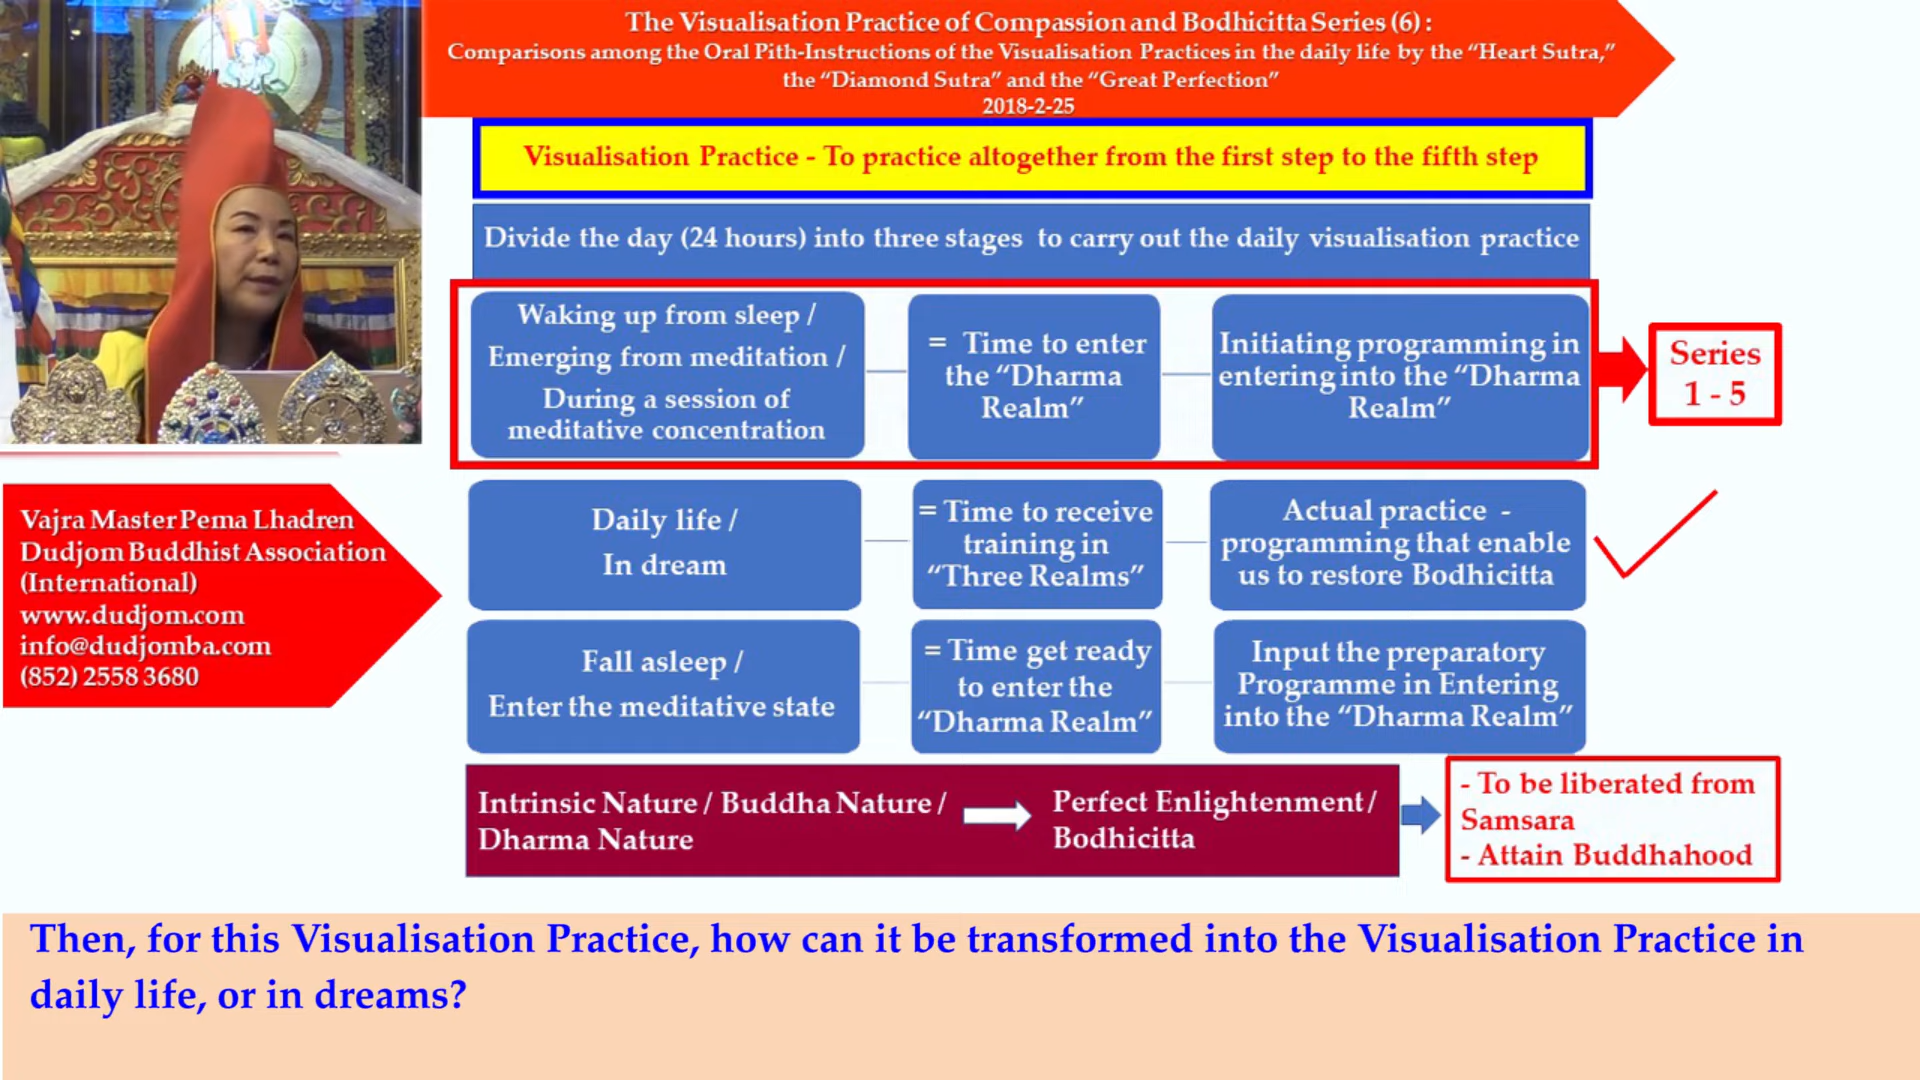 The Visualisation Practice of Compassion and Bodhicitta Series (6) :
Comparisons among the Oral Pith-Instructions of the Visualisation Practices in the daily life by the “Heart Sutra,”
the “Diamond Sutra” and the “Great Perfection”
2018-2-25
Visualisation Practice - To practice altogether from the first step to the fifth step
Divide the day (24 hours) into three stages to carry out the daily visualisation practice
Waking up from sleep /
Emerging from meditation /
During a session of
meditative concentration
= Time to enter
the “Dharma
Realm”
Initiating programming in
entering into the “Dharma
Realm”
Series
1 - 5
Vajra Master Pema Lhadren
Dudjom Buddhist Association
(International)
www.dudjom.com
info@dudjomba.com
(852) 2558 3680
Daily life /
In dream
= Time to receive
training in
“Three Realms”
Actual practice -
programming that enable
us to restore Bodhicitta
Fall asleep /
Enter the meditative state
= Time get ready
to enter the
“Dharma Realm”
Input the preparatory
Programme in Entering
into the “Dharma Realm”
Intrinsic Nature / Buddha Nature /
Dharma Nature
Perfect Enlightenment /
Bodhicitta
- To be liberated from
Samsara
- Attain Buddhahood
Then, for this Visualisation Practice, how can it be transformed into the Visualisation Practice in
daily life, or in dreams?